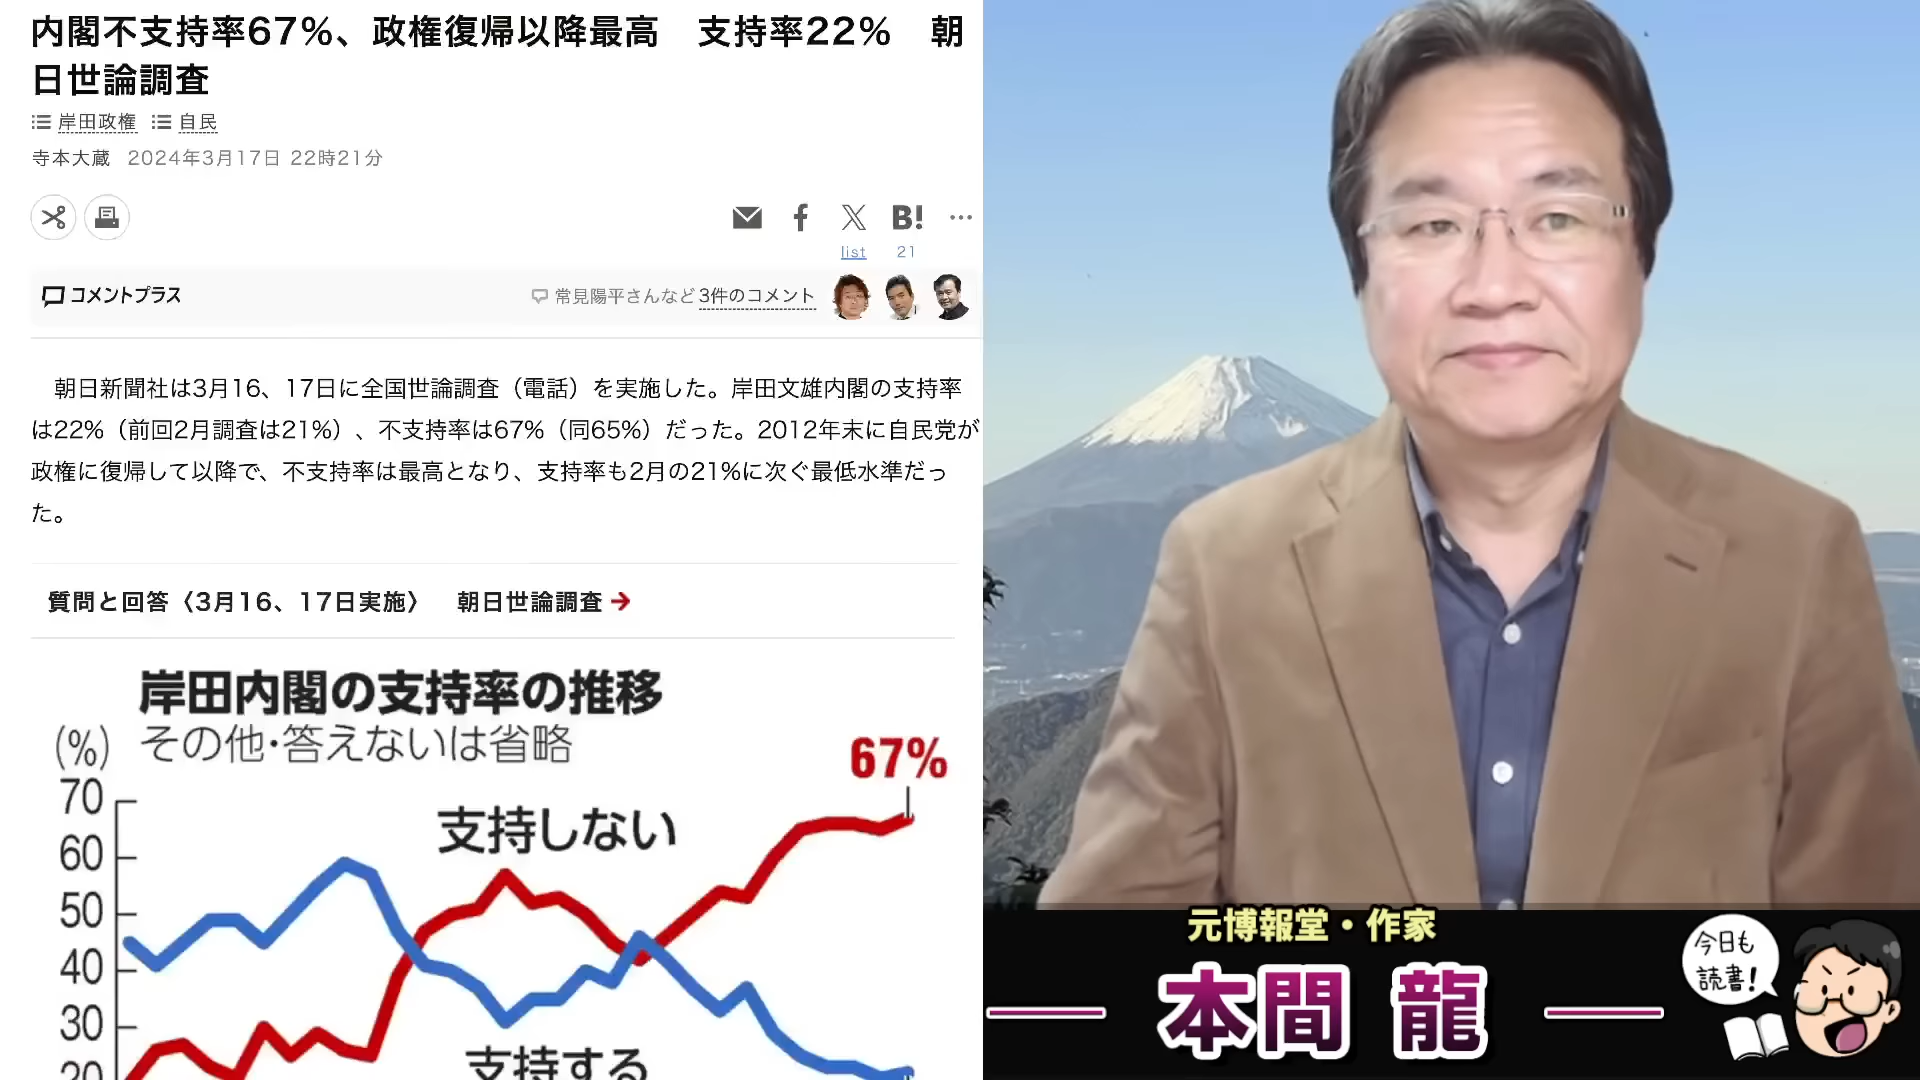 内閣不支持率67%、政権復帰以降最高　支持率22%　朝
日世論調査
岸田政権 自民
寺本大蔵 2024年3月17日 22時21分
B!
list 21
コメントプラス
常見陽平さんなど3件のコメント
朝日新聞社は3月16、17日に全国世論調査（電話）を実施した。岸田文雄内閣の支持率
は22%（前回2月調査は21%）、不支持率は67%（同65%）だった。2012年末に自民党が
政権に復帰して以降で、不支持率は最高となり、支持率も2月の21%に次ぐ最低水準だっ
た。
質問と回答〈3月16、17日実施〉　朝日世論調査
岸田内閣の支持率の推移
(%) その他･答えないは省略
67%
70
支持しない
60
50
40
30
支持する
20
元博報堂・作家
本間 龍
今日も
読書!